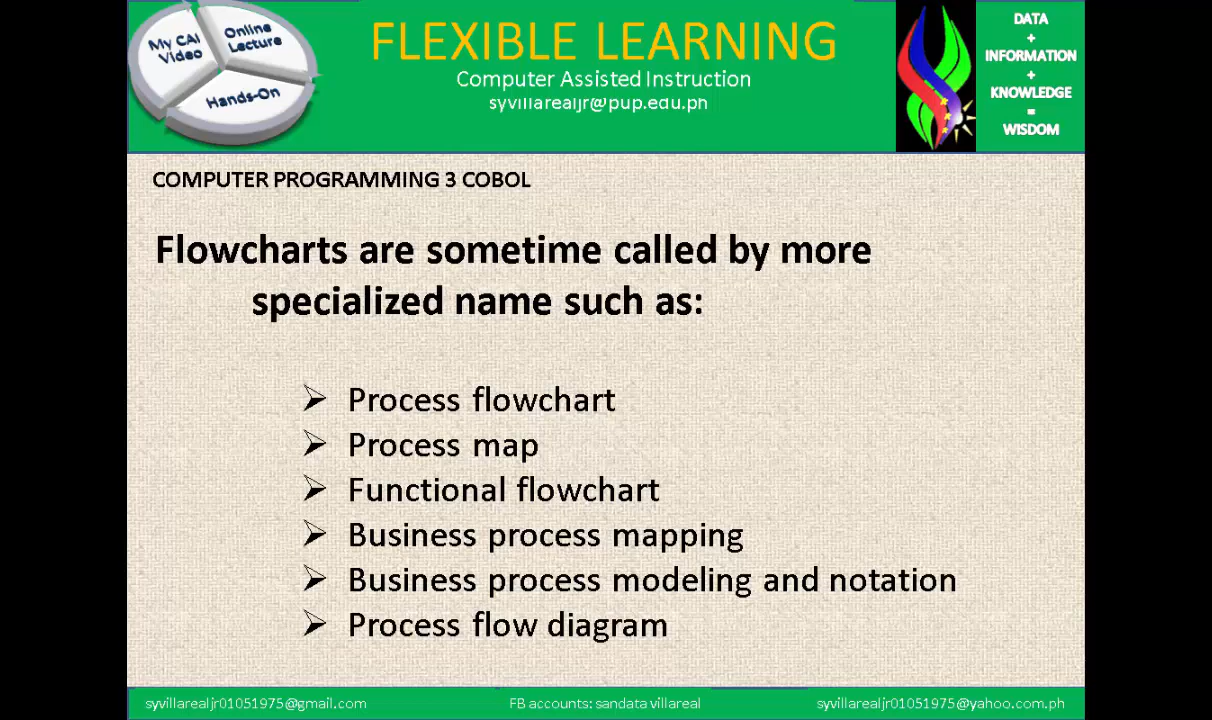 My CAI
Video
Online
Lecture
Hands-On
FLEXIBLE LEARNING
Computer Assisted Instruction
syvillarealjr@pup.edu.ph
DATA
+
INFORMATION
+
KNOWLEDGE
=
WISDOM
COMPUTER PROGRAMMING 3 COBOL
Flowcharts are sometime called by more
specialized name such as:
Process flowchart
Process map
Functional flowchart
Business process mapping
Business process modeling and notation
Process flow diagram
syvillarealjr01051975@gmail.com
FB accounts: sandata villareal
syvillarealjr01051975@yahoo.com.ph